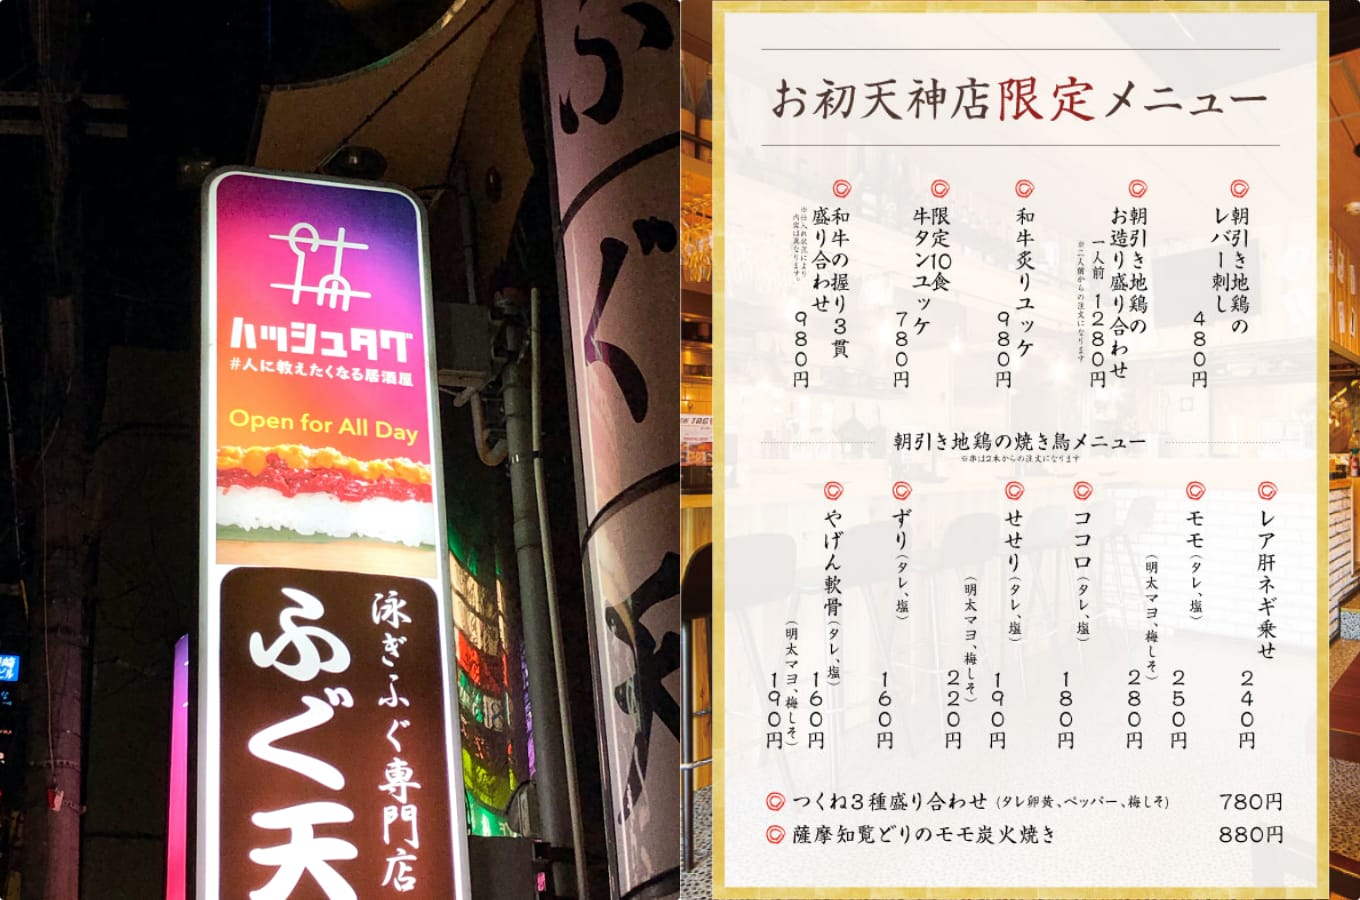 ハッシュタグ
#人に教えたくなる居酒屋
Open for All Day
泳ぎふぐ専門店
ふぐ天
ふぐ天
お初天神店限定メニュー
朝引き地鶏の
レバー刺し
480円
朝引き地鶏の
お造り盛り合わせ
一人前 1280円
※二人前からの注文になります
和牛炙りユッケ
980円
限定10食
牛タンユッケ
780円
和牛の握り3貫
盛り合わせ
※仕入れ状況により
内容は異なります。
980円
朝引き地鶏の焼き鳥メニュー
※串は2本からの注文になります
レア肝ネギ乗せ
240円
モモ(タレ、塩)
250円
(明太マヨ、梅しそ)
280円
ココロ(タレ、塩)
180円
せせり(タレ、塩)
190円
(明太マヨ、梅しそ)
220円
ずり(タレ、塩)
160円
やげん軟骨(タレ、塩)
160円
(明太マヨ、梅しそ)
190円
つくね3種盛り合わせ (タレ卵黄、ペッパー、梅しそ) 780円
薩摩知覧どりのモモ炭火焼き 880円